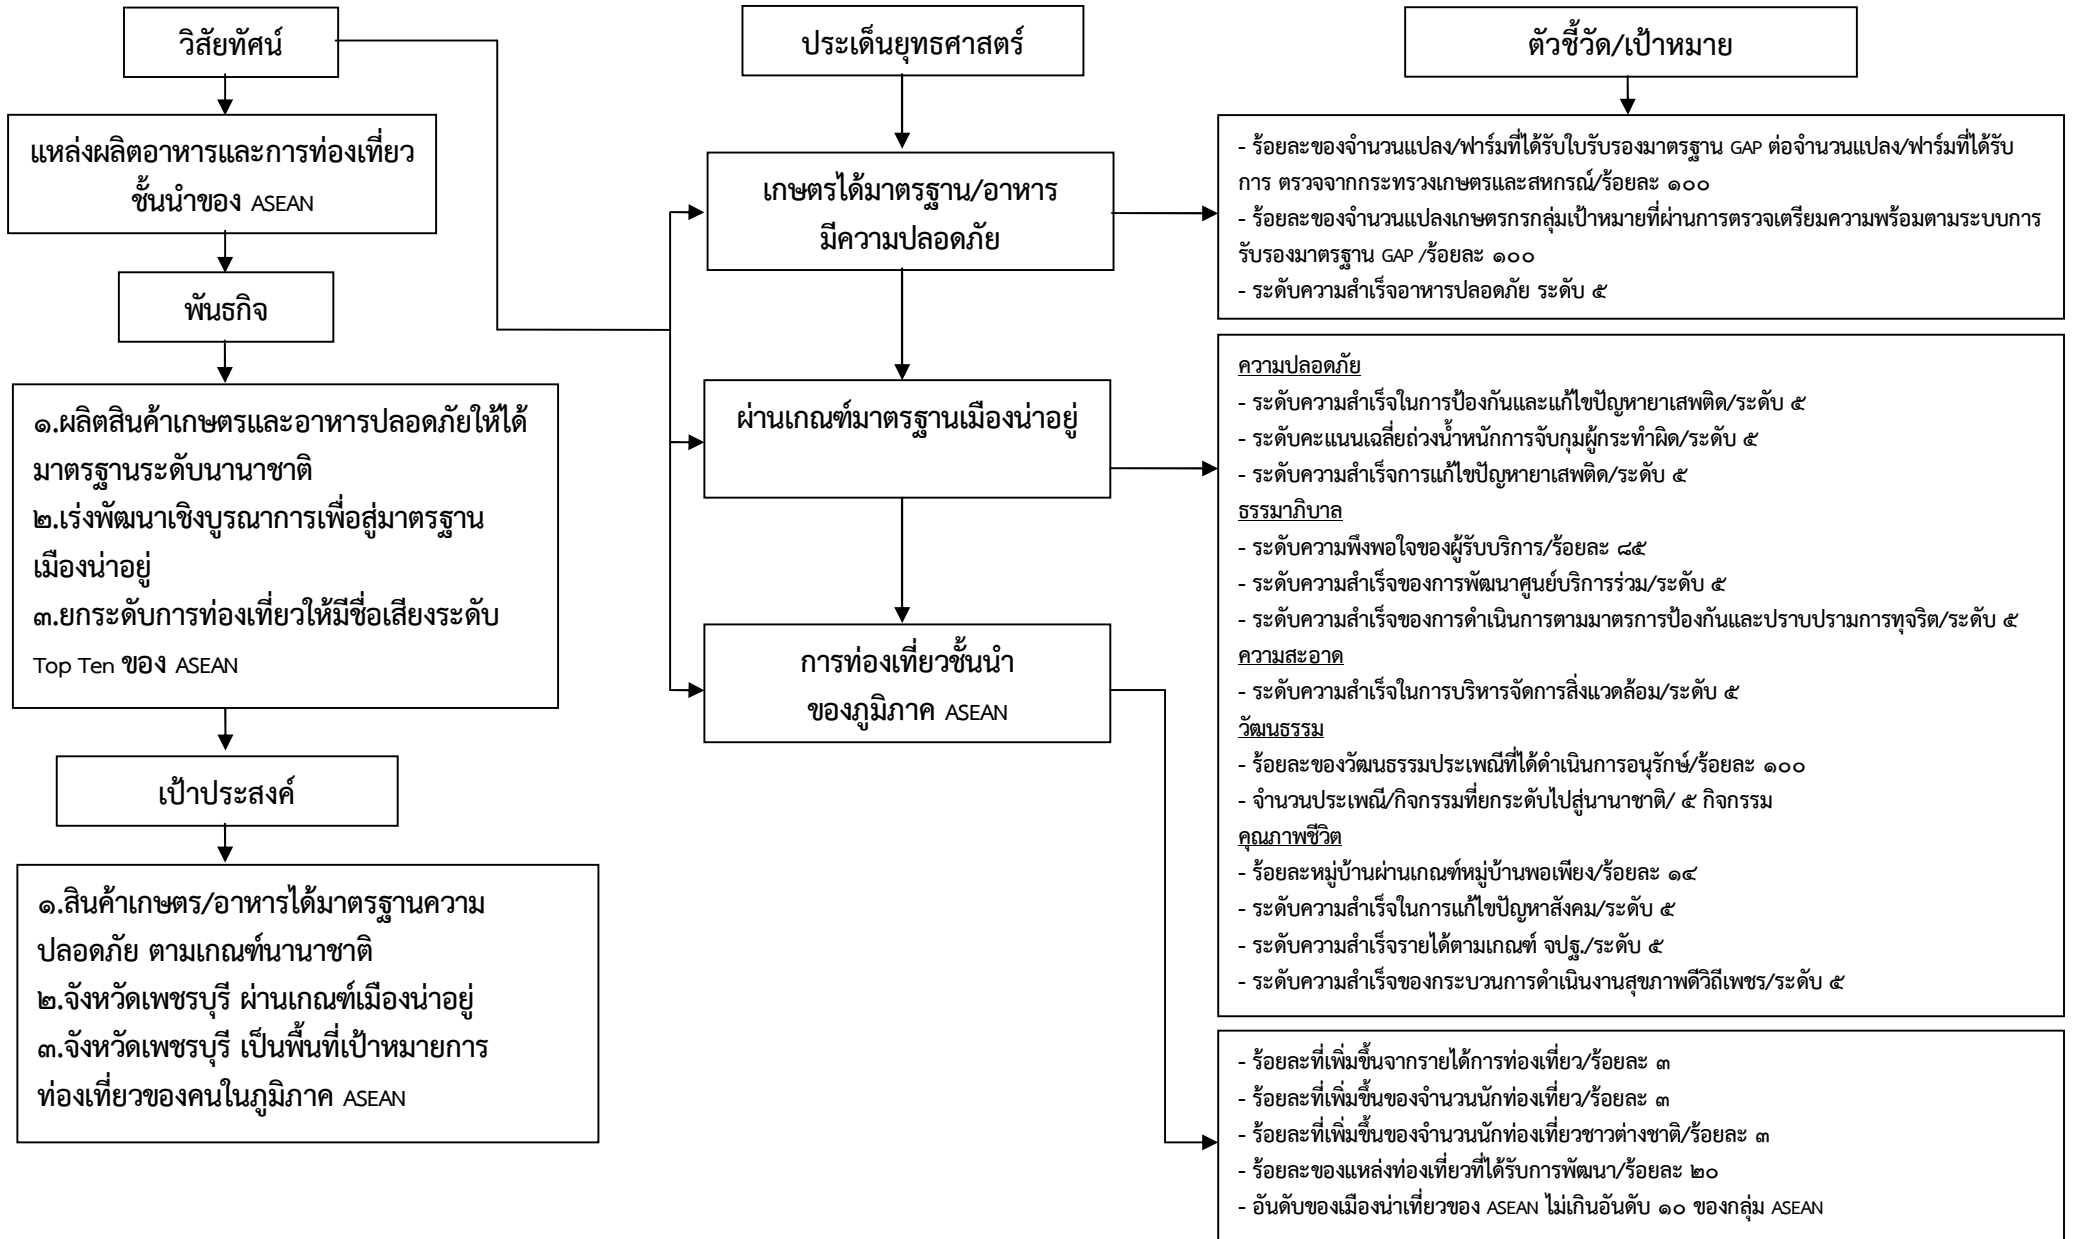 วิสัยทัศน์
แหล่งผลิตอาหารและการท่องเที่ยว
ชั้นนำของ ASEAN
พันธกิจ
๑.ผลิตสินค้าเกษตรและอาหารปลอดภัยให้ได้
มาตรฐานระดับนานาชาติ
๒.เร่งพัฒนาเชิงบูรณาการเพื่อสู่มาตรฐาน
เมืองน่าอยู่
๓.ยกระดับการท่องเที่ยวให้มีชื่อเสียงระดับ
Top Ten ของ ASEAN
เป้าประสงค์
๑.สินค้าเกษตร/อาหารได้มาตรฐานความ
ปลอดภัย ตามเกณฑ์นานาชาติ
๒.จังหวัดเพชรบุรี ผ่านเกณฑ์เมืองน่าอยู่
๓.จังหวัดเพชรบุรี เป็นพื้นที่เป้าหมายการ
ท่องเที่ยวของคนในภูมิภาค ASEAN
ประเด็นยุทธศาสตร์
เกษตรได้มาตรฐาน/อาหาร
มีความปลอดภัย
ผ่านเกณฑ์มาตรฐานเมืองน่าอยู่
การท่องเที่ยวชั้นนำ
ของภูมิภาค ASEAN
ตัวชี้วัด/เป้าหมาย
- ร้อยละของจำนวนแปลง/ฟาร์มที่ได้รับใบรับรองมาตรฐาน GAP ต่อจำนวนแปลง/ฟาร์มที่ได้รับ
การ ตรวจจากกระทรวงเกษตรและสหกรณ์/ร้อยละ ๑๐๐
- ร้อยละของจำนวนแปลงเกษตรกรกลุ่มเป้าหมายที่ผ่านการตรวจเตรียมความพร้อมตามระบบการ
รับรองมาตรฐาน GAP /ร้อยละ ๑๐๐
- ระดับความสำเร็จอาหารปลอดภัย ระดับ ๕
ความปลอดภัย
- ระดับความสำเร็จในการป้องกันและแก้ไขปัญหายาเสพติด/ระดับ ๕
- ระดับคะแนนเฉลี่ยถ่วงน้ำหนักการจับกุมผู้กระทำผิด/ระดับ ๕
- ระดับความสำเร็จการแก้ไขปัญหายาเสพติด/ระดับ ๕
ธรรมาภิบาล
- ระดับความพึงพอใจของผู้รับบริการ/ร้อยละ ๘๕
- ระดับความสำเร็จของการพัฒนาศูนย์บริการร่วม/ระดับ ๕
- ระดับความสำเร็จของการดำเนินการตามมาตรการป้องกันและปราบปรามการทุจริต/ระดับ ๕
ความสะอาด
- ระดับความสำเร็จในการบริหารจัดการสิ่งแวดล้อม/ระดับ ๕
วัฒนธรรม
- ร้อยละของวัฒนธรรมประเพณีที่ได้ดำเนินการอนุรักษ์/ร้อยละ ๑๐๐
- จำนวนประเพณี/กิจกรรมที่ยกระดับไปสู่นานาชาติ/ ๕ กิจกรรม
คุณภาพชีวิต
- ร้อยละหมู่บ้านผ่านเกณฑ์หมู่บ้านพอเพียง/ร้อยละ ๑๔
- ระดับความสำเร็จในการแก้ไขปัญหาสังคม/ระดับ ๕
- ระดับความสำเร็จรายได้ตามเกณฑ์ จปฐ./ระดับ ๕
- ระดับความสำเร็จของกระบวนการดำเนินงานสุขภาพดีวิถีเพชร/ระดับ ๕
- ร้อยละที่เพิ่มขึ้นจากรายได้การท่องเที่ยว/ร้อยละ ๓
- ร้อยละที่เพิ่มขึ้นของจำนวนนักท่องเที่ยว/ร้อยละ ๓
- ร้อยละที่เพิ่มขึ้นของจำนวนนักท่องเที่ยวชาวต่างชาติ/ร้อยละ ๓
- ร้อยละของแหล่งท่องเที่ยวที่ได้รับการพัฒนา/ร้อยละ ๒๐
- อันดับของเมืองน่าเที่ยวของ ASEAN ไม่เกินอันดับ ๑๐ ของกลุ่ม ASEAN